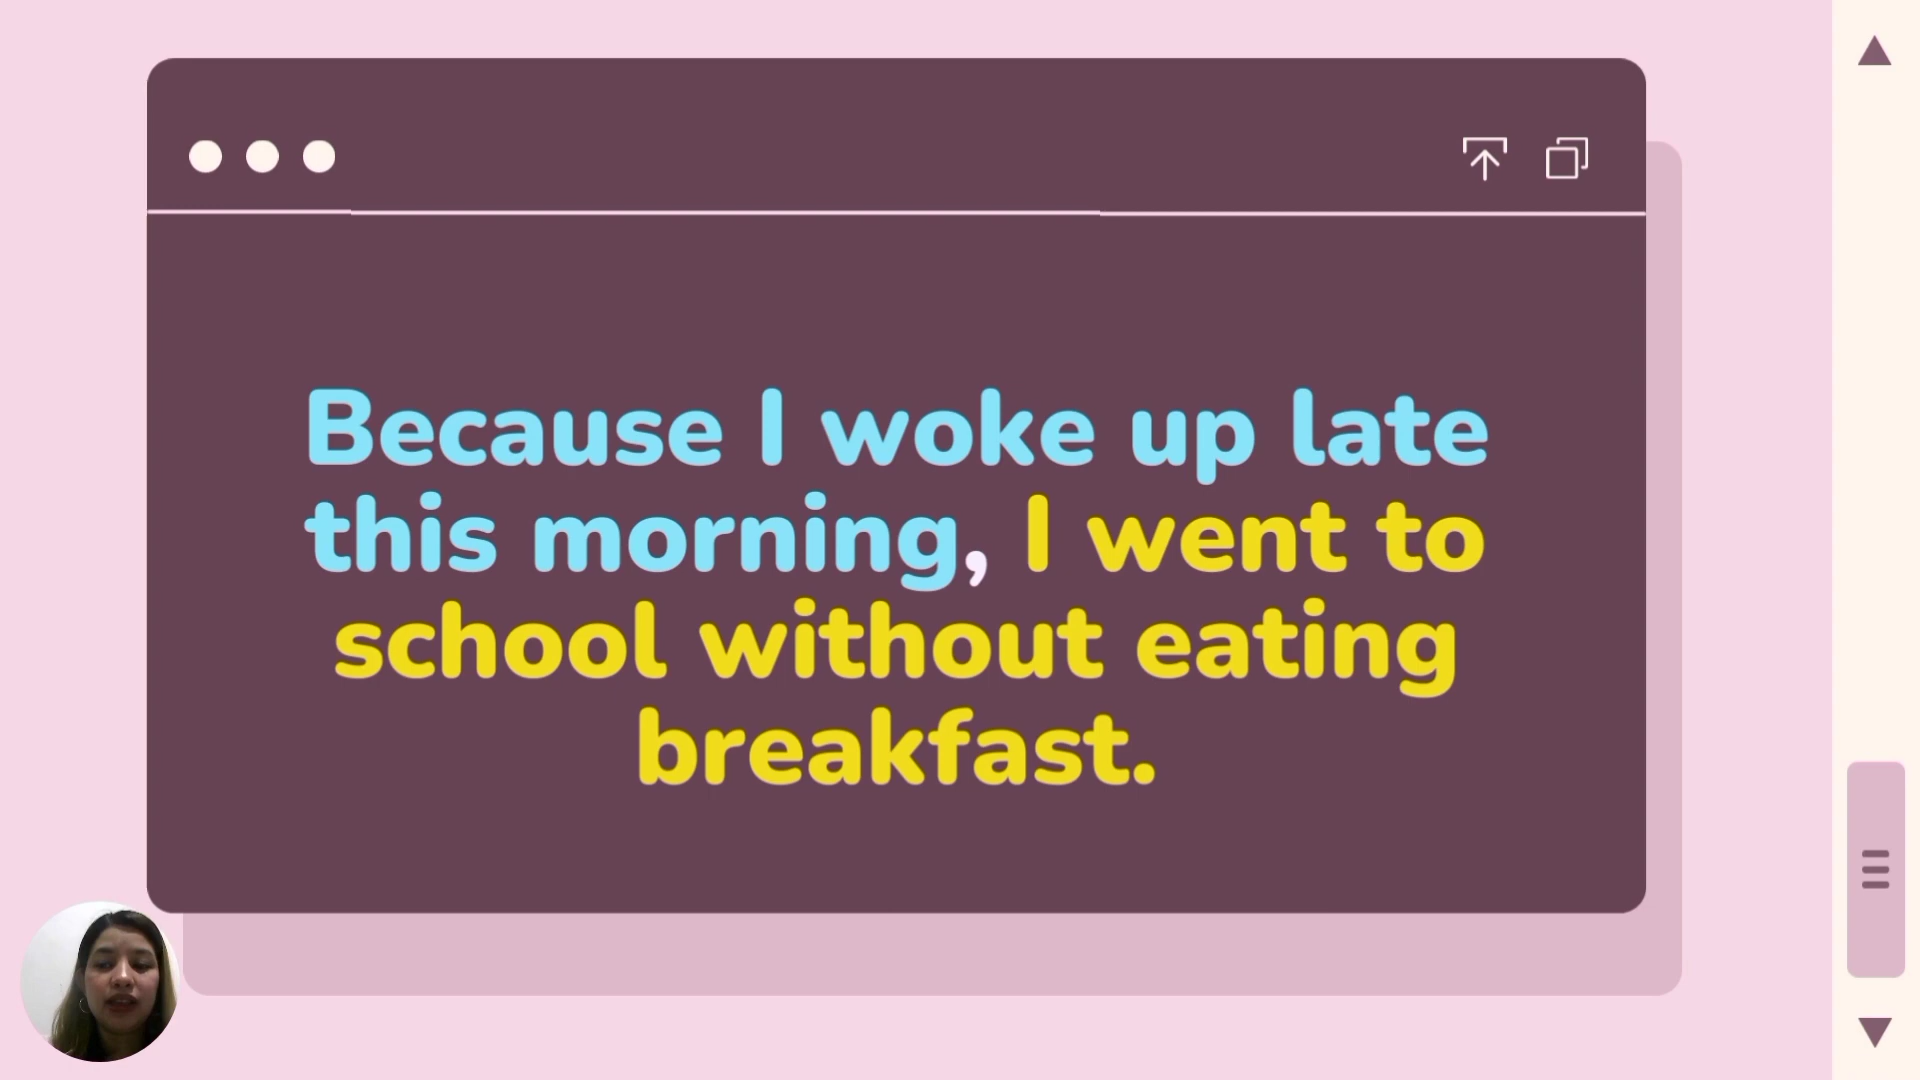 Because I woke up late
this morning, I went to
school without eating
breakfast.